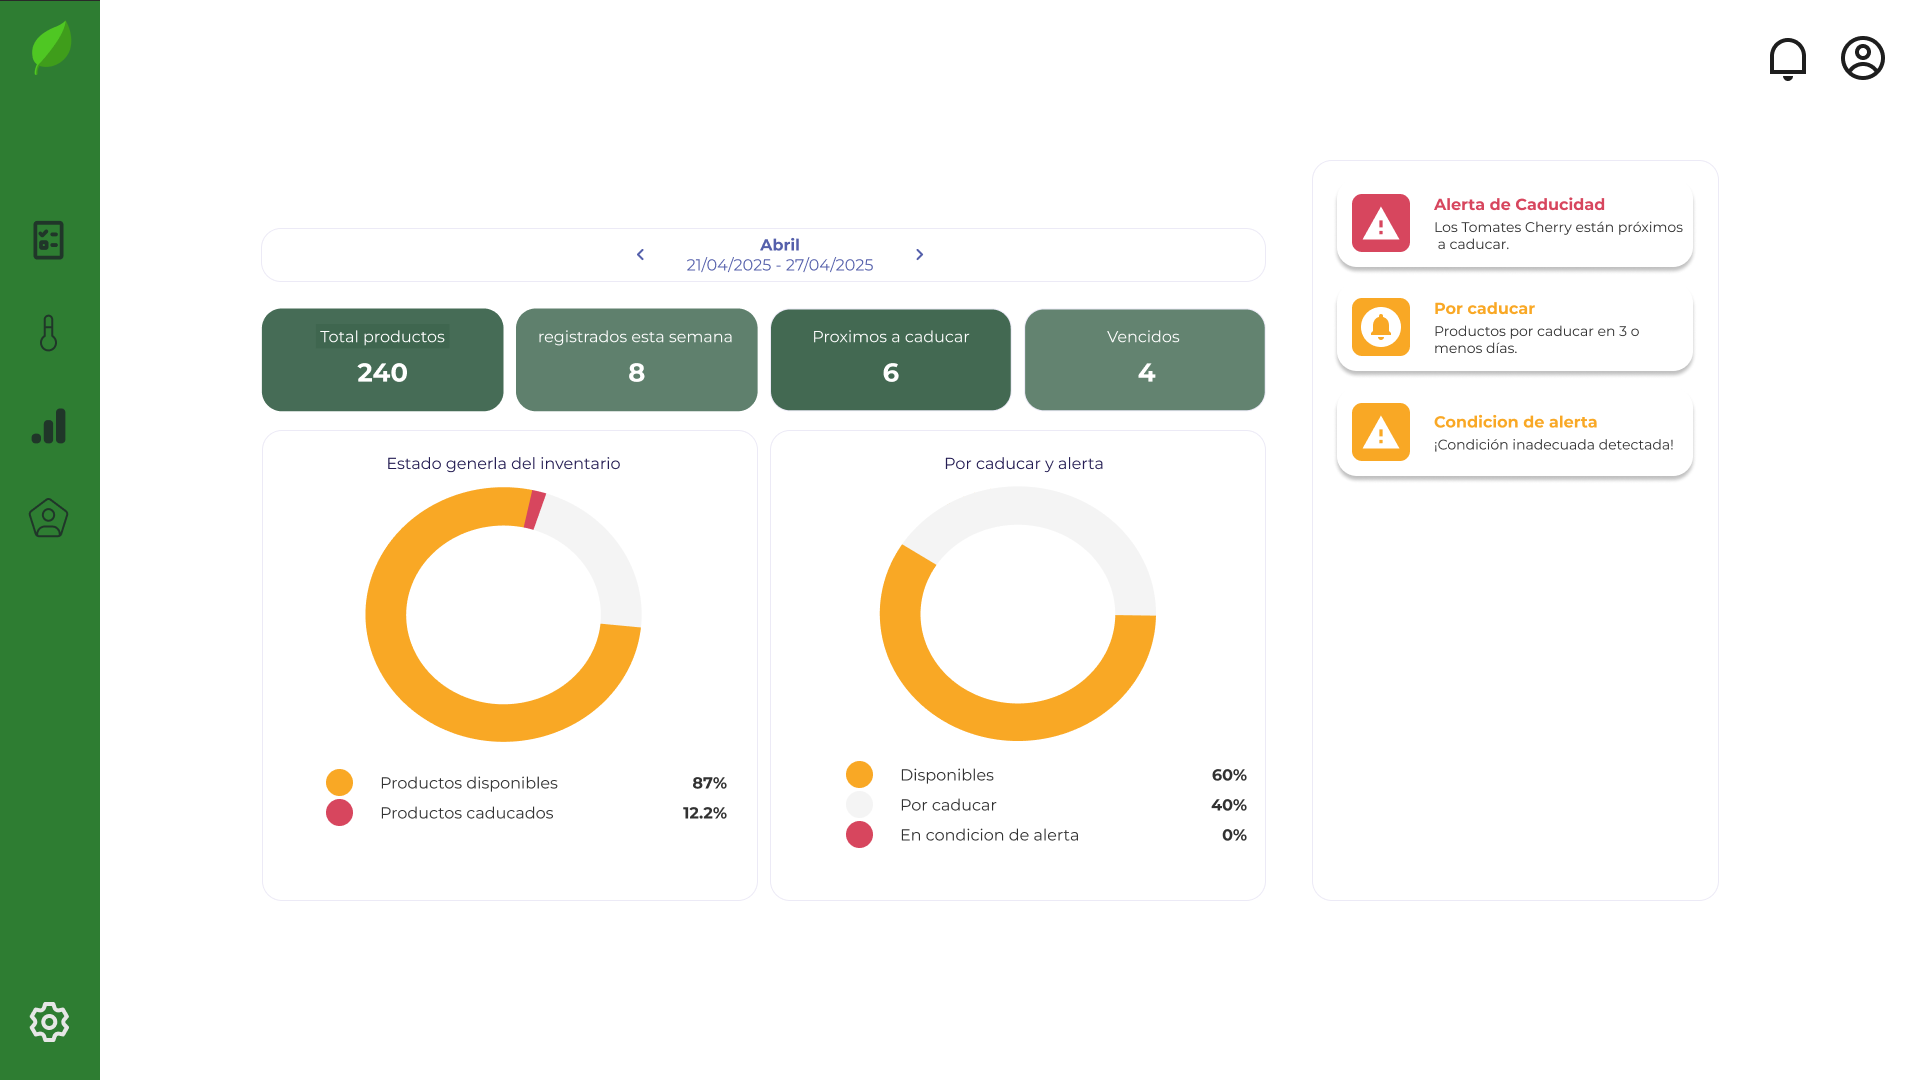 Abril
21/04/2025 - 27/04/2025
Total productos
240
registrados esta semana
8
Proximos a caducar
6
Vencidos
4
Estado generla del inventario
Productos disponibles 87%
Productos caducados 12.2%
Por caducar y alerta
Disponibles 60%
Por caducar 40%
En condicion de alerta 0%
Alerta de Caducidad
Los Tomates Cherry están próximos
a caducar.
Por caducar
Productos por caducar en 3 o
menos días.
Condicion de alerta
¡Condición inadecuada detectada!